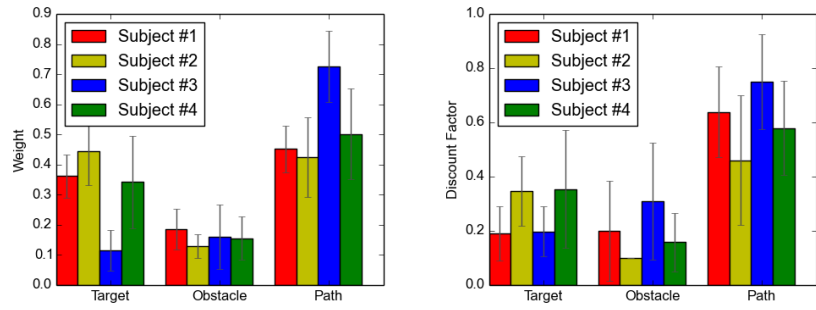 0.9
0.8
0.7
0.6
0.5
0.4
0.3
0.2
0.1
0.0
Weight
Subject #1
Subject #2
Subject #3
Subject #4
Target Obstacle Path
1.0
0.8
0.6
0.4
0.2
0.0
Discount Factor
Subject #1
Subject #2
Subject #3
Subject #4
Target Obstacle Path